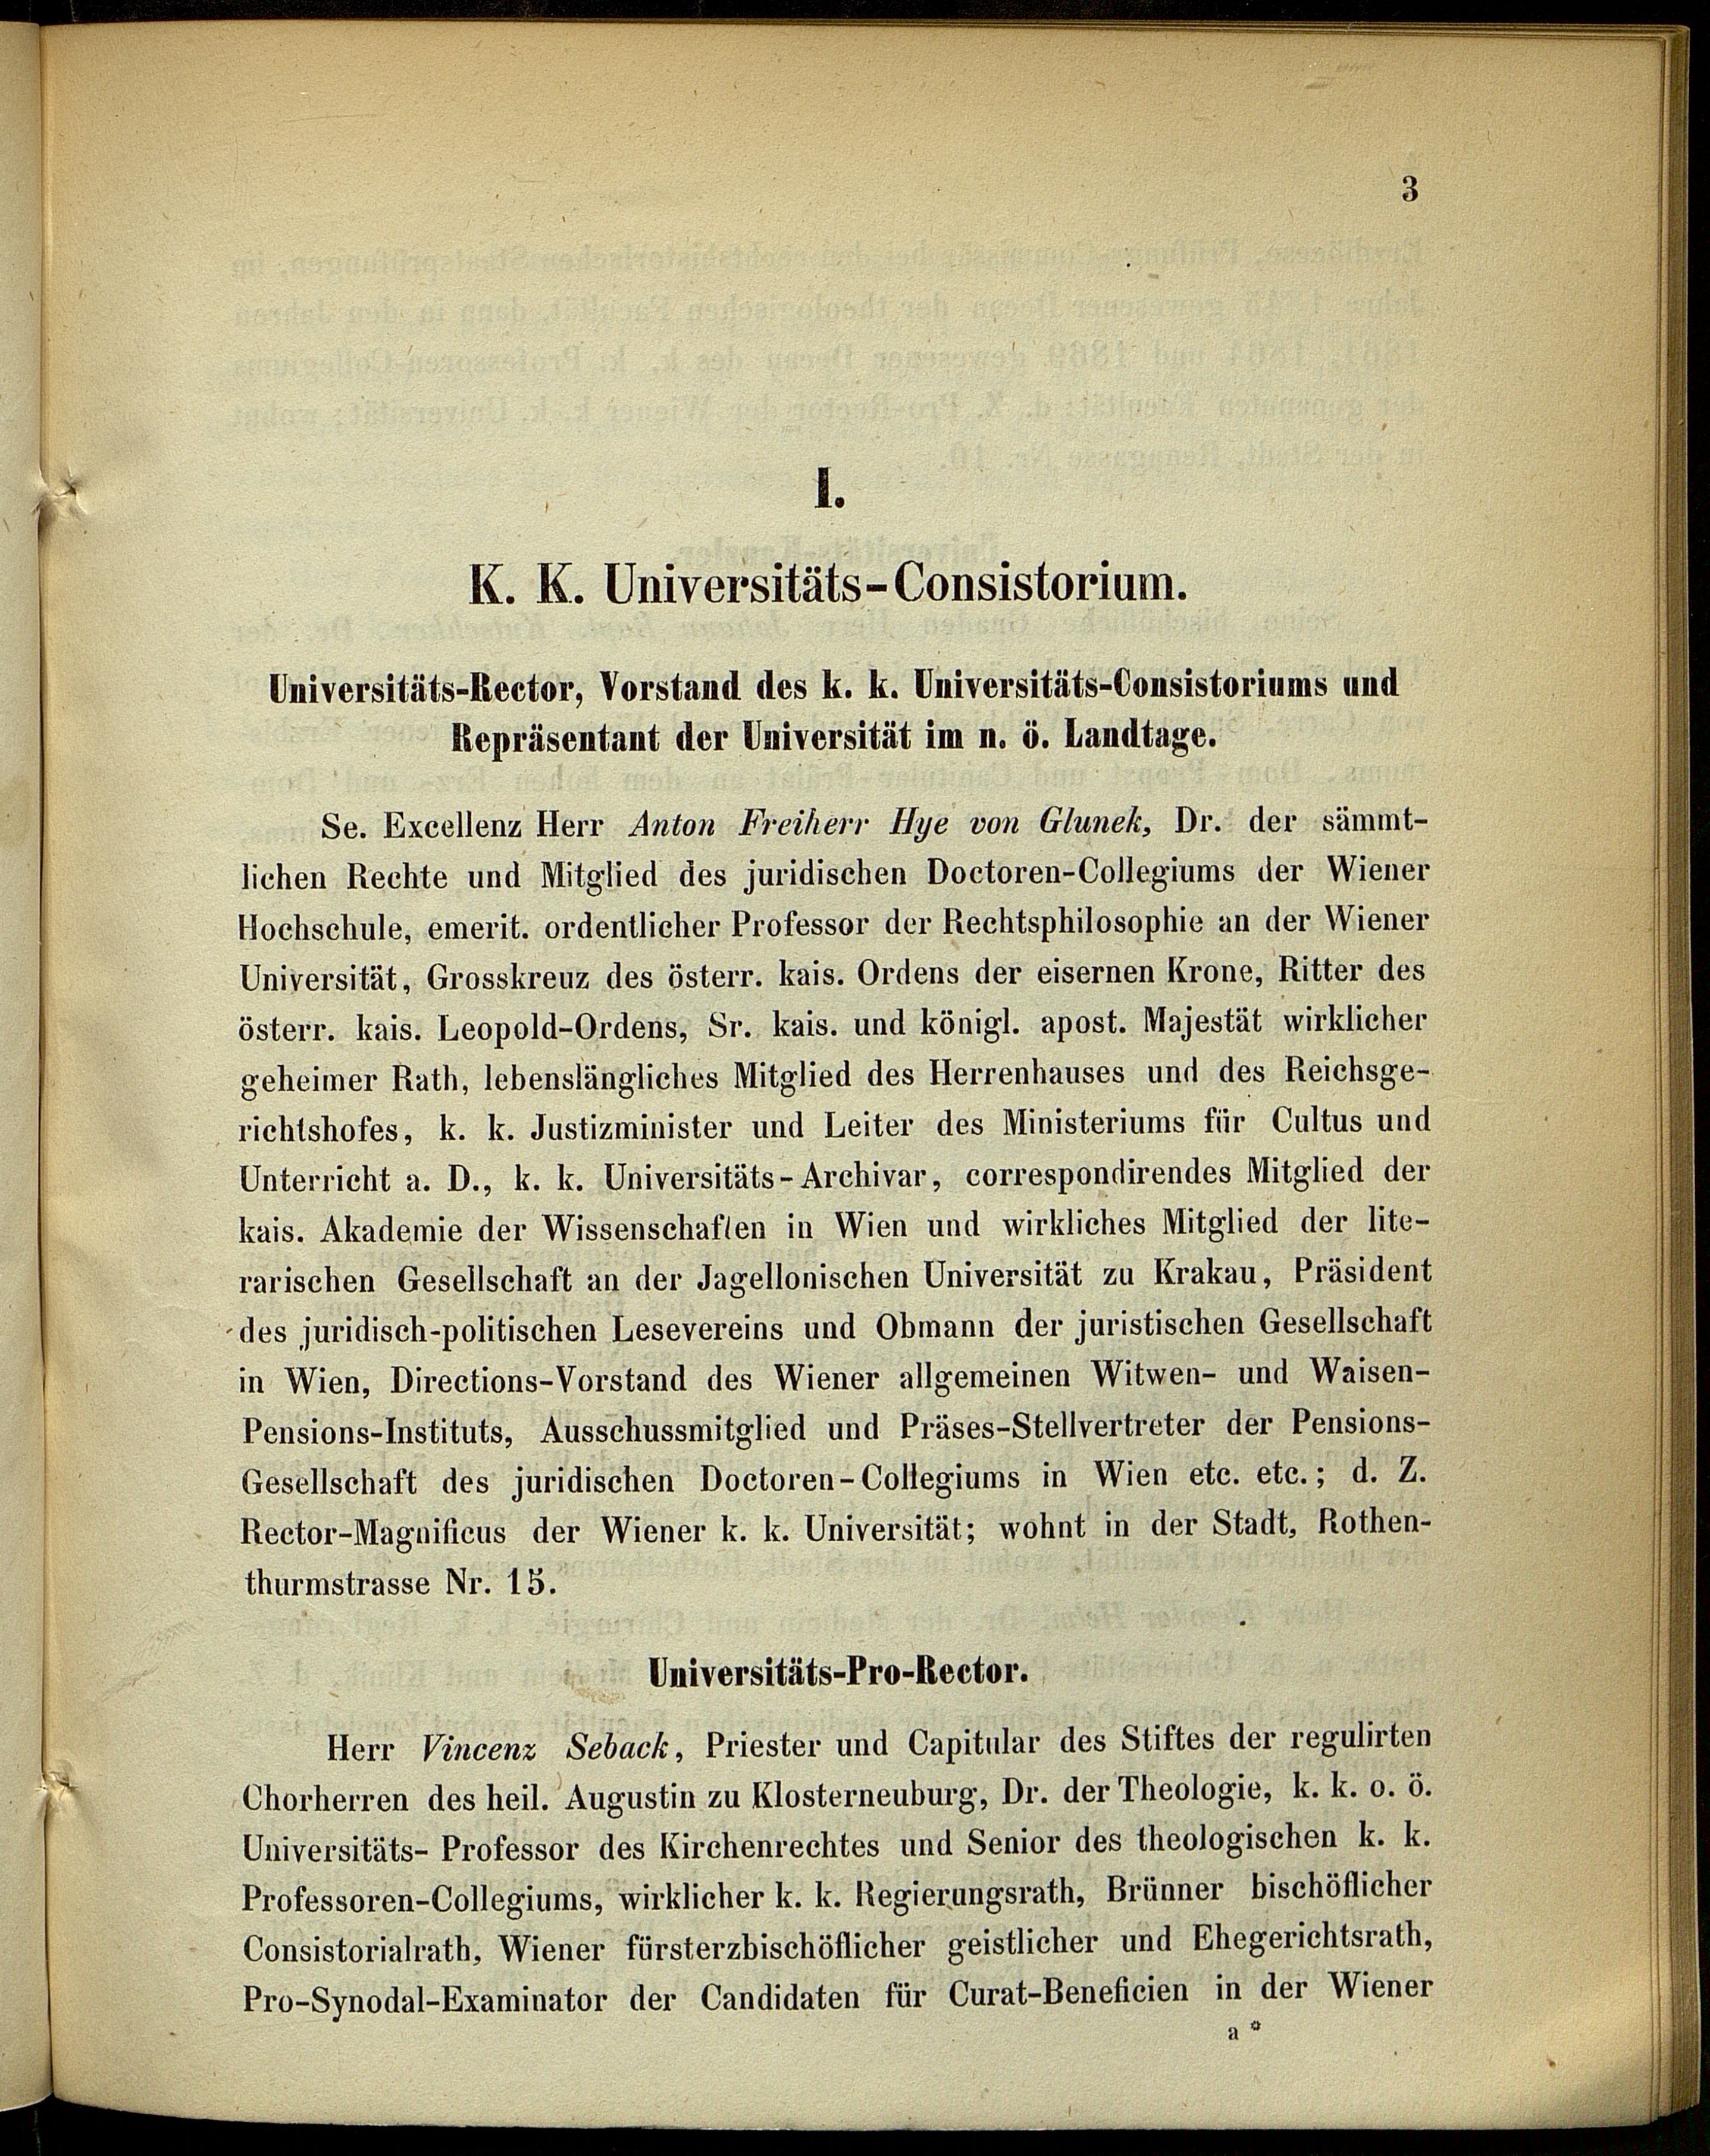 3
I.
K. K. Universitäts-Consistorium.
Universitäts-Rector, Vorstand des k. k. Universitäts-Consistoriums und
Repräsentant der Universität im n. ö. Landtage.
Se. Excellenz Herr Anton Freiherr Hye von Glunek, Dr. der sämmt-
lichen Rechte und Mitglied des juridischen Doctoren-Collegiums der Wiener
Hochschule, emerit. ordentlicher Professor der Rechtsphilosophie an der Wiener
Universität, Grosskreuz des österr. kais. Ordens der eisernen Krone, Ritter des
österr. kais. Leopold-Ordens, Sr. kais. und königl. apost. Majestät wirklicher
geheimer Rath, lebenslängliches Mitglied des Herrenhauses und des Reichsge-
richtshofes, k. k. Justizminister und Leiter des Ministeriums für Cultus und
Unterricht a. D., k. k. Universitäts-Archivar, correspondirendes Mitglied der
kais. Akademie der Wissenschaften in Wien und wirkliches Mitglied der lite-
rarischen Gesellschaft an der Jagellonischen Universität zu Krakau, Präsident
des juridisch-politischen Lesevereins und Obmann der juristischen Gesellschaft
in Wien, Directions-Vorstand des Wiener allgemeinen Witwen- und Waisen-
Pensions-Instituts, Ausschussmitglied und Präses-Stellvertreter der Pensions-
Gesellschaft des juridischen Doctoren-Collegiums in Wien etc. etc.; d. Z.
Rector-Magnificus der Wiener k. k. Universität; wohnt in der Stadt, Rothen-
thurmstrasse Nr. 15.
Universitäts-Pro-Rector.
Herr Vincenz Seback, Priester und Capitular des Stiftes der regulirten
Chorherren des heil. Augustin zu Klosterneuburg, Dr. der Theologie, k. k. o. ö.
Universitäts- Professor des Kirchenrechtes und Senior des theologischen k. k.
Professoren-Collegiums, wirklicher k. k. Regierungsrath, Brünner bischöflicher
Consistorialrath, Wiener fürsterzbischöflicher geistlicher und Ehegerichtsrath,
Pro-Synodal-Examinator der Candidaten für Curat-Beneficien in der Wiener
a *